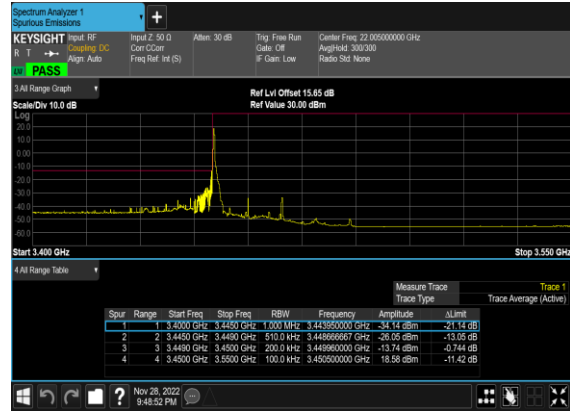 Spectrum Analyzer 1
Spurious Emissions
KEYSIGHT Input: RF Input Z: 50 Ω Atten: 30 dB Trig: Free Run Center Freq: 22.005000000 GHz
R T Coupling: DC Corr CCorr Gate: Off Avg|Hold: 300/300
Align: Auto Freq Ref: Int (S) IF Gain: Low Radio Std: None
LXI PASS
3 All Range Graph
Ref Lvl Offset 15.65 dB
Scale/Div 10.0 dB Ref Value 30.00 dBm
Log
20.0
10.0
0.00
-10.0
-20.0
-30.0
-40.0
-50.0
-60.0
Start 3.400 GHz Stop 3.550 GHz
4 All Range Table
Measure Trace Trace 1
Trace Type Trace Average (Active)
Spur Range Start Freq Stop Freq RBW Frequency Amplitude ΔLimit
1 1 3.4000 GHz 3.4450 GHz 1.000 MHz 3.443950000 GHz -34.14 dBm -21.14 dB
2 2 3.4450 GHz 3.4490 GHz 510.0 kHz 3.448666667 GHz -26.05 dBm -13.05 dB
3 3 3.4490 GHz 3.4500 GHz 200.0 kHz 3.449960000 GHz -13.74 dBm -0.744 dB
4 4 3.4500 GHz 3.5500 GHz 100.0 kHz 3.450500000 GHz 18.58 dBm -11.42 dB
Nov 28, 2022
9:48:52 PM